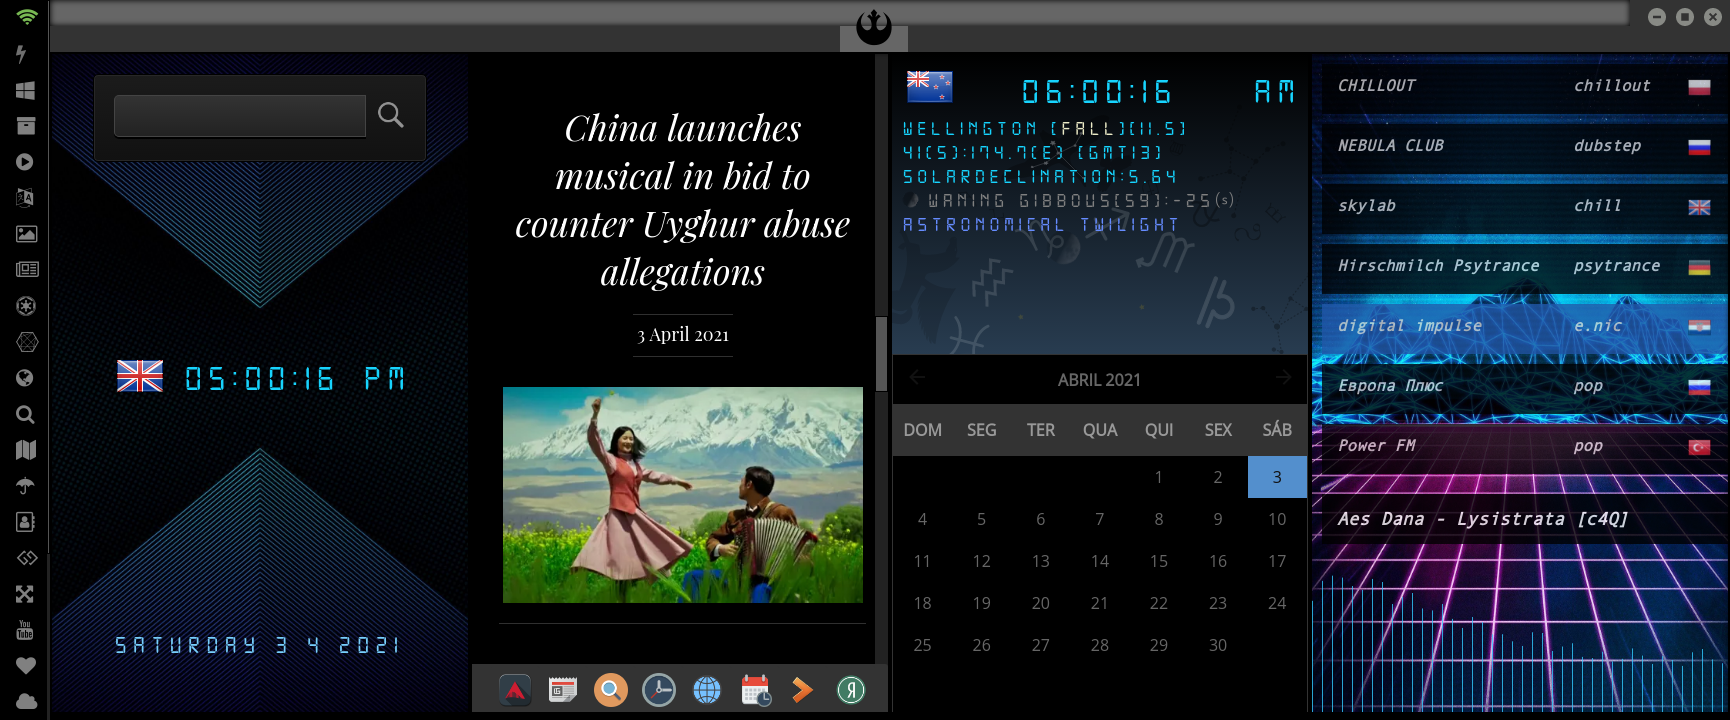 05:00:16 PM
SATURDAY 3 4 2021
China launches
musical in bid to
counter Uyghur abuse
allegations
3 April 2021
06:00:16 AM
WELLINGTON [FALL][11.5]
41(S):174.7(E) [GMT13]
SOLARDECLINATION:5.64
WANING GIBBOUS[59]:-25(s)
ASTRONOMICAL TWILIGHT
ABRIL 2021
DOM SEG TER QUA QUI SEX SÁB
1 2 3
4 5 6 7 8 9 10
11 12 13 14 15 16 17
18 19 20 21 22 23 24
25 26 27 28 29 30
CHILLOUT chillout
NEBULA CLUB dubstep
skylab chill
Hirschmilch Psytrance psytrance
digital impulse e.nic
Европа Плюс pop
Power FM pop
Aes Dana - Lysistrata [c4Q]
You
Tube
Я